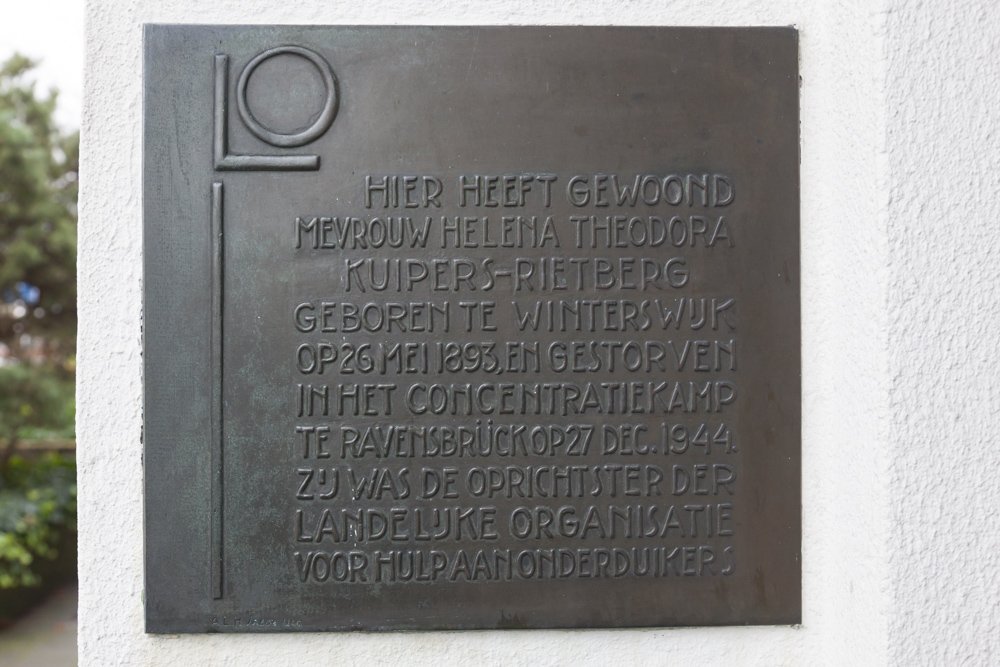 LO
HIER HEEFT GEWOOND
MEVROUW HELENA THEODORA
KUIPERS-RIETBERG
GEBOREN TE WINTERSWIJK
OP 26 MEI 1893, EN GESTORVEN
IN HET CONCENTRATIEKAMP
TE RAVENSBRÜCK OP 27 DEC. 1944.
ZIJ WAS DE OPRICHTSTER DER
LANDELIJKE ORGANISATIE
VOOR HULP AAN ONDERDUIKERS